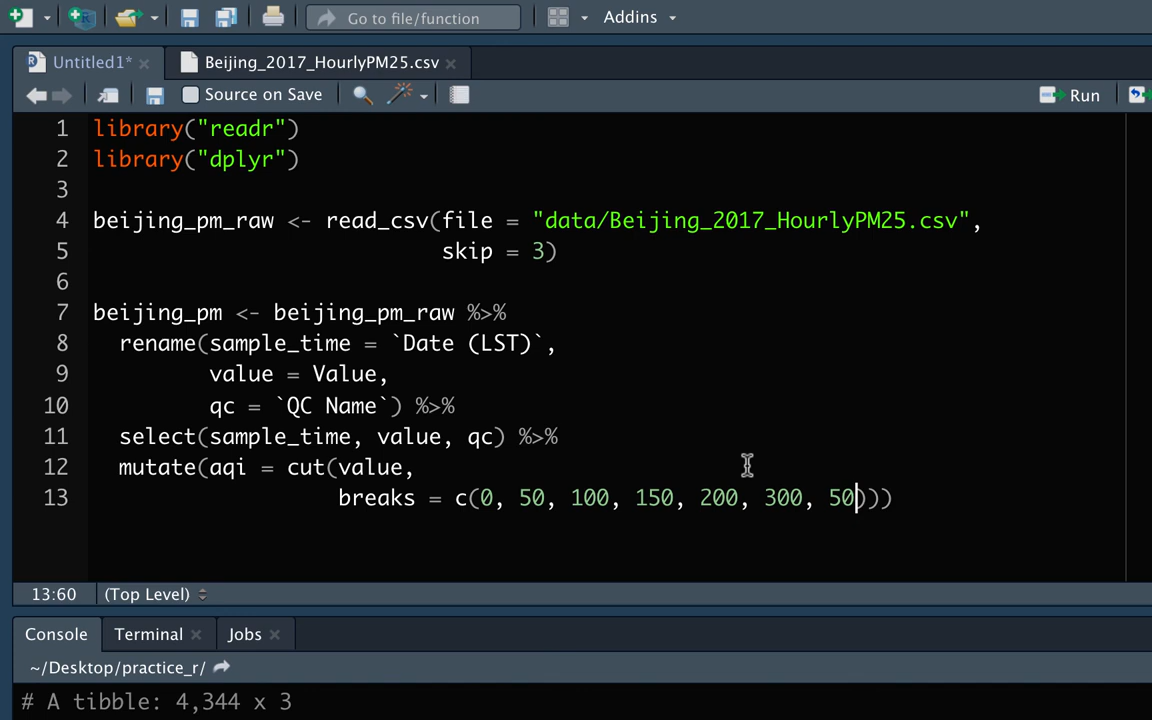 Go to file/function Addins
Untitled1* Beijing_2017_HourlyPM25.csv
Source on Save Run
1 library("readr")
2 library("dplyr")
3
4 beijing_pm_raw <- read_csv(file = "data/Beijing_2017_HourlyPM25.csv",
5 skip = 3)
6
7 beijing_pm <- beijing_pm_raw %>%
8 rename(sample_time = `Date (LST)`,
9 value = Value,
10 qc = `QC Name`) %>%
11 select(sample_time, value, qc) %>%
12 mutate(aqi = cut(value,
13 breaks = c(0, 50, 100, 150, 200, 300, 50)))
13:60 (Top Level)
Console Terminal Jobs
~/Desktop/practice_r/
# A tibble: 4,344 x 3